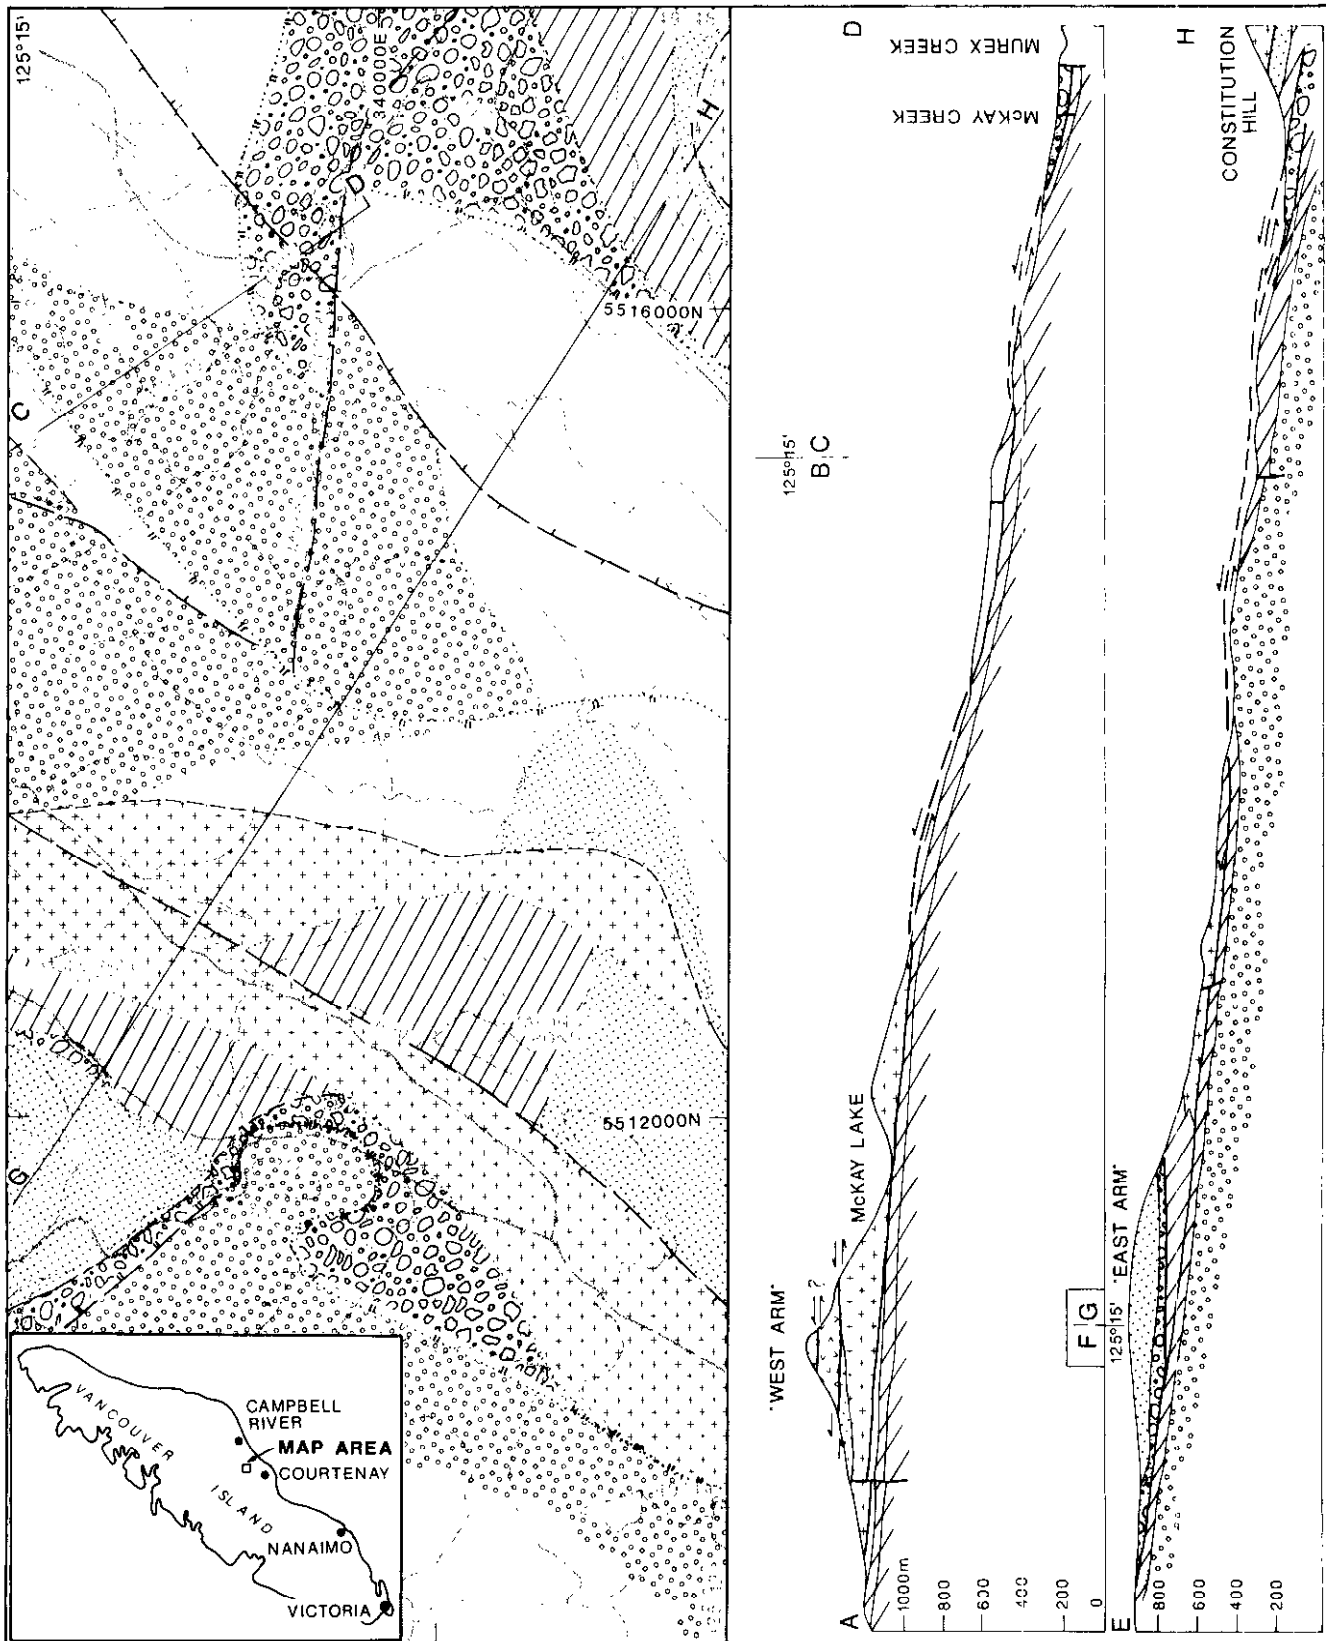 125°15'
340000E
H
D
5516000N
C
5512000N
G
VANCOUVER
ISLAND
CAMPBELL
RIVER
MAP AREA
COURTENAY
NANAIMO
VICTORIA
D
MUREX CREEK
McKAY CREEK
125°15'
B C
McKAY LAKE
?
"WEST ARM"
A
1000m
800
600
400
200
0
H
CONSTITUTION
HILL
"EAST ARM"
F G
125°15'
E
800
600
400
200